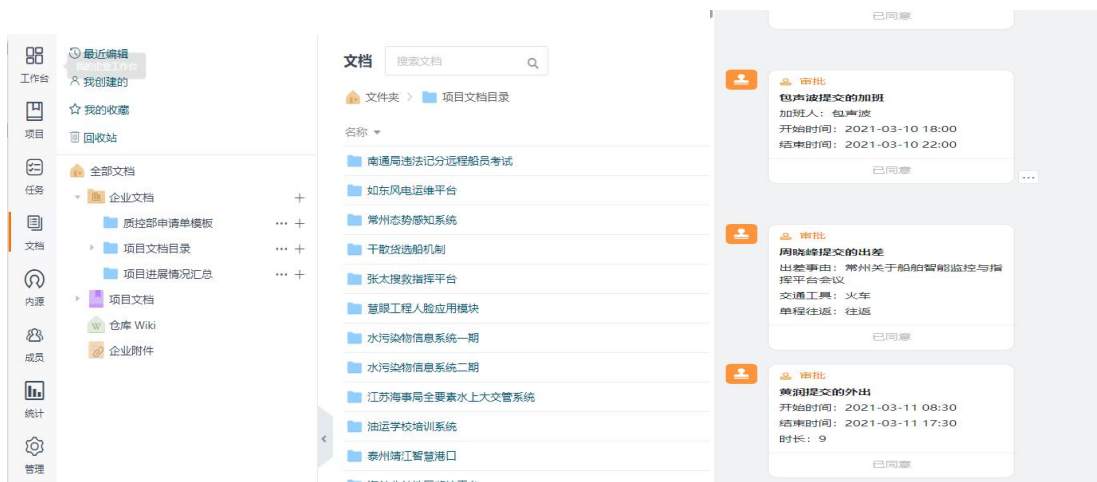 工作台
项目
任务
文档
内源
成员
统计
管理
最近编辑
我创建的
我的收藏
回收站
全部文档
企业文档
质控部申请单模板
项目文档目录
项目进展情况汇总
项目文档
仓库 Wiki
企业附件
文档
搜索文档
文件夹 > 项目文档目录
名称
南通局违法记分远程船员考试
如东风电运维平台
常州态势感知系统
干散货选船机制
张太搜救指挥平台
慧眼工程人脸应用模块
水污染物信息系统一期
水污染物信息系统二期
江苏海事局全要素水上大交管系统
油运学校培训系统
泰州靖江智慧港口
已同意
审批
包声波提交的加班
加班人：包声波
开始时间：2021-03-10 18:00
结束时间：2021-03-10 22:00
已同意
审批
周晓峰提交的出差
出差事由：常州关于船舶智能监控与指
挥平台会议
交通工具：火车
单程往返：往返
已同意
审批
黄润提交的外出
开始时间：2021-03-11 08:30
结束时间：2021-03-11 17:30
时长：9
已同意